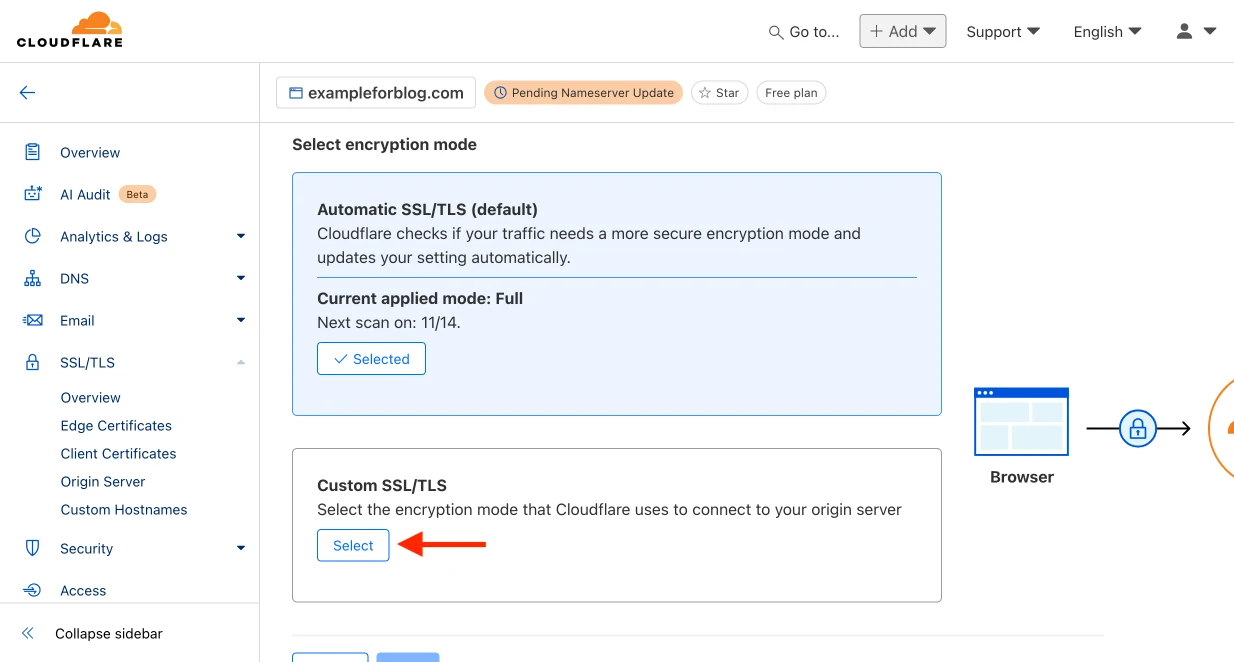 CLOUDFLARE
Go to...
+ Add
Support
English
exampleforblog.com
Pending Nameserver Update
Star
Free plan
Overview
AI Audit Beta
Analytics & Logs
DNS
Email
SSL/TLS
Overview
Edge Certificates
Client Certificates
Origin Server
Custom Hostnames
Security
Access
Collapse sidebar
Select encryption mode
Automatic SSL/TLS (default)
Cloudflare checks if your traffic needs a more secure encryption mode and
updates your setting automatically.
Current applied mode: Full
Next scan on: 11/14.
Selected
Custom SSL/TLS
Select the encryption mode that Cloudflare uses to connect to your origin server
Select
Browser